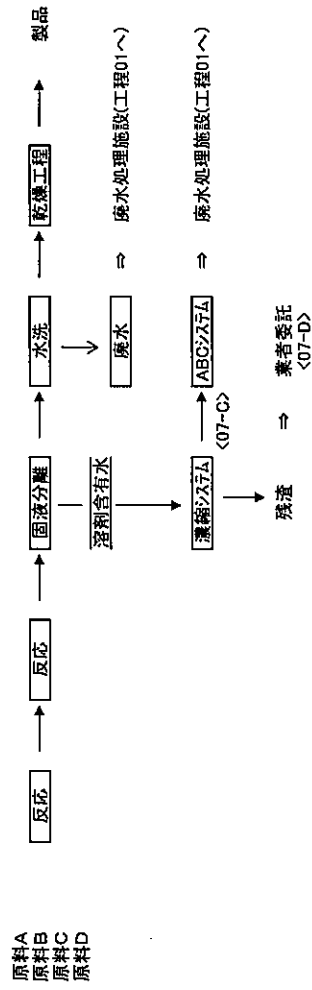 原料A
原料B
原料C
原料D
反応
反応
固液分離
水洗
乾燥工程
製品
溶剤含有水
廃水
⇒
廃水処理施設(工程01へ)
濃縮システム
<07-C>
ABCシステム
⇒
廃水処理施設(工程01へ)
残渣
⇒
業者委託
<07-D>